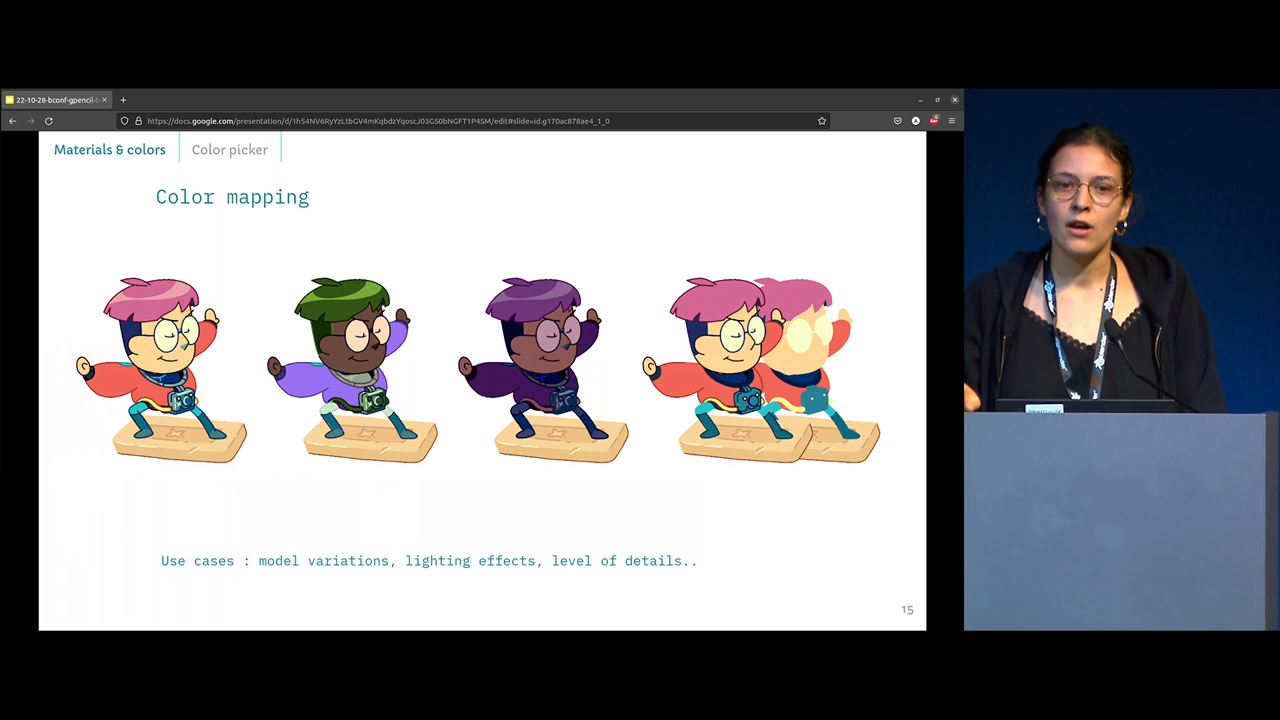 22-10-28-bconf-gpencil-t
https://docs.google.com/presentation/d/1h54NV6RyYzLtbGV4mKqbdzYqoscJ03GS0bNGFT1P4SM/edit#slide=id.g170ac878ae4_1_0
Materials & colors
Color picker
Color mapping
Use cases : model variations, lighting effects, level of details..
15